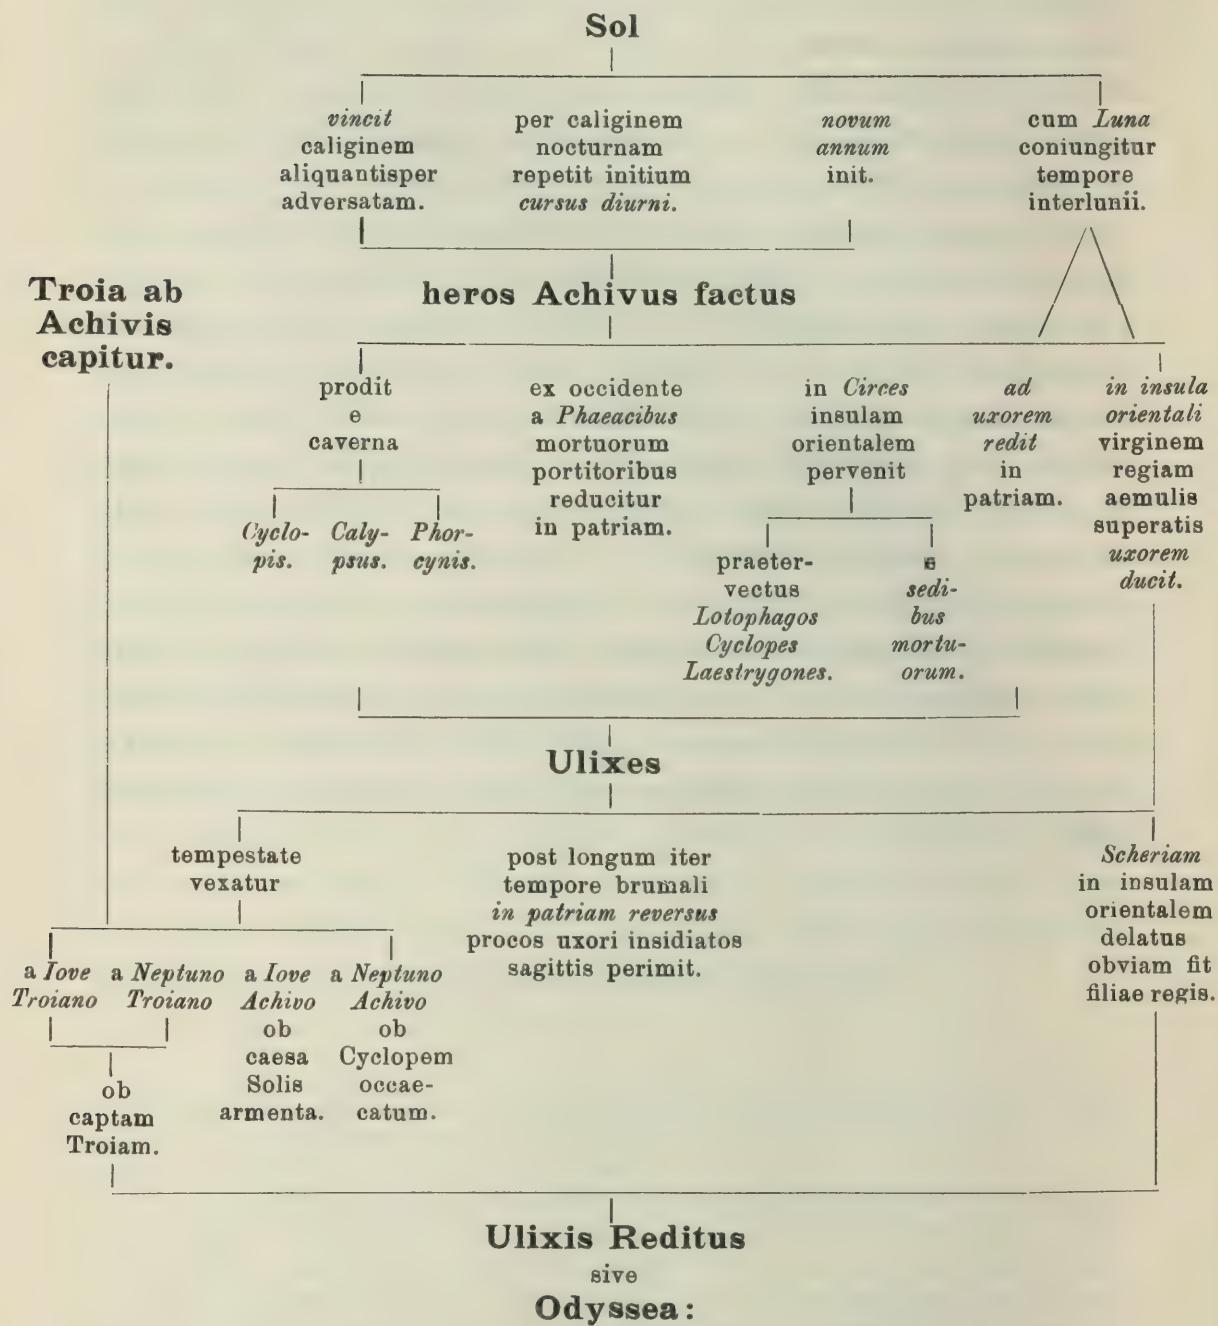 Sol
vincit
caliginem
aliquantisper
adversatam.
per caliginem
nocturnam
repetit initium
cursus diurni.
novum
annum
init.
cum Luna
coniungitur
tempore
interlunii.
Troia ab
Achivis
capitur.
heros Achivus factus
prodit
e
caverna
Cyclo-
pis.
Caly-
psus.
Phor-
cynis.
ex occidente
a Phaeacibus
mortuorum
portitoribus
reducitur
in patriam.
in Circes
insulam
orientalem
pervenit
praeter-
vectus
Lotophagos
Cyclopes
Laestrygones.
e
sedi-
bus
mortu-
orum.
ad
uxorem
redit
in
patriam.
in insula
orientali
virginem
regiam
aemulis
superatis
uxorem
ducit.
Ulixes
tempestate
vexatur
a Iove
Troiano
a Neptuno
Troiano
ob
captam
Troiam.
a Iove
Achivo
ob
caesa
Solis
armenta.
a Neptuno
Achivo
ob
Cyclopem
occae-
catum.
post longum iter
tempore brumali
in patriam reversus
procos uxori insidiatos
sagittis perimit.
Scheriam
in insulam
orientalem
delatus
obviam fit
filiae regis.
Ulixis Reditus
sive
Odyssea: